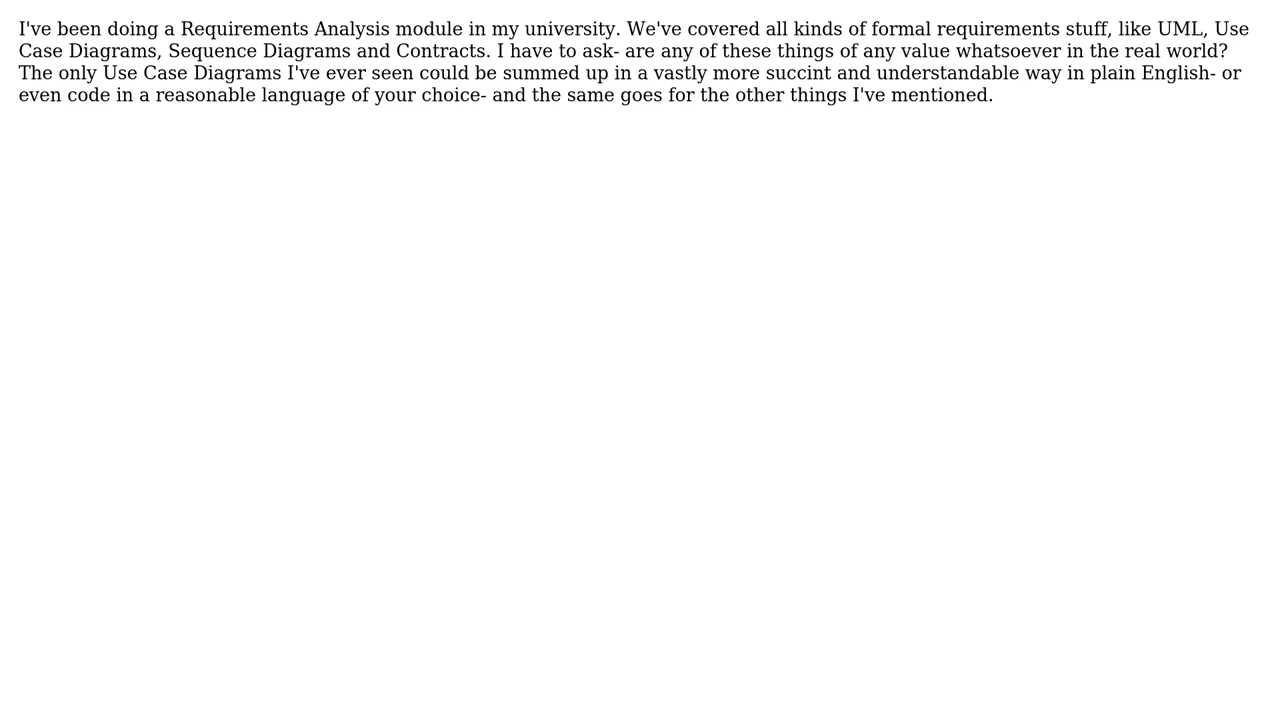 I've been doing a Requirements Analysis module in my university. We've covered all kinds of formal requirements stuff, like UML, Use
Case Diagrams, Sequence Diagrams and Contracts. I have to ask- are any of these things of any value whatsoever in the real world?
The only Use Case Diagrams I've ever seen could be summed up in a vastly more succint and understandable way in plain English- or
even code in a reasonable language of your choice- and the same goes for the other things I've mentioned.